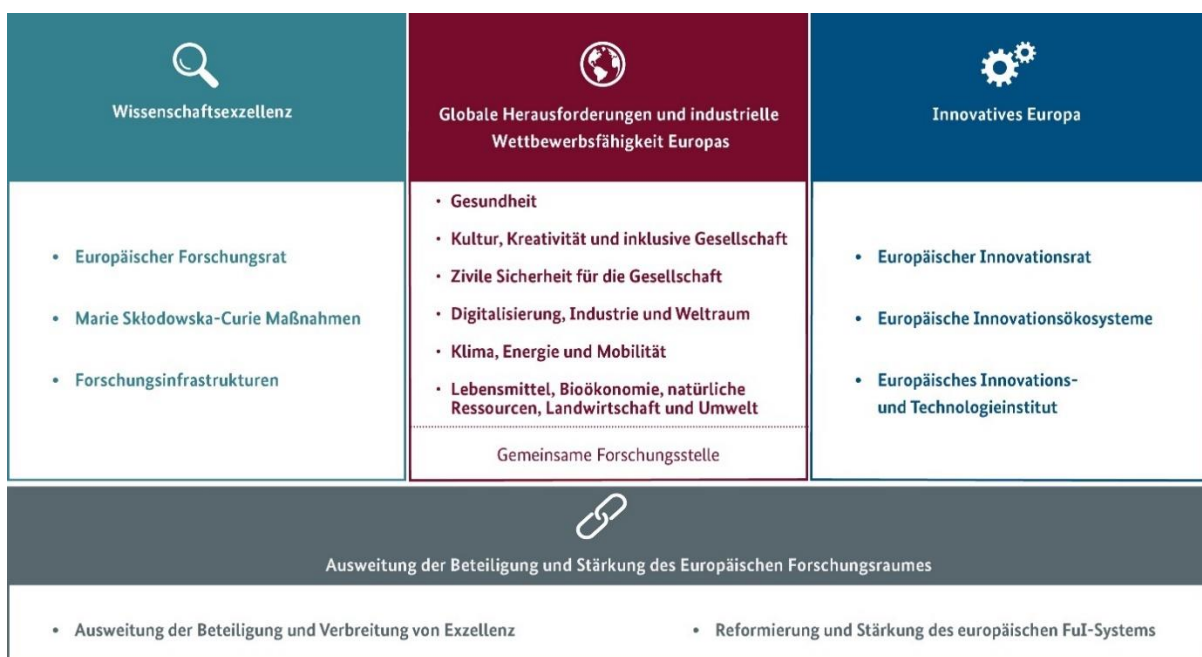 Wissenschaftsexzellenz
• Europäischer Forschungsrat
• Marie Skłodowska-Curie Maßnahmen
• Forschungsinfrastrukturen
Globale Herausforderungen und industrielle
Wettbewerbsfähigkeit Europas
• Gesundheit
• Kultur, Kreativität und inklusive Gesellschaft
• Zivile Sicherheit für die Gesellschaft
• Digitalisierung, Industrie und Weltraum
• Klima, Energie und Mobilität
• Lebensmittel, Bioökonomie, natürliche
Ressourcen, Landwirtschaft und Umwelt
Gemeinsame Forschungsstelle
Innovatives Europa
• Europäischer Innovationsrat
• Europäische Innovationsökosysteme
• Europäisches Innovations-
und Technologieinstitut
Ausweitung der Beteiligung und Stärkung des Europäischen Forschungsraumes
• Ausweitung der Beteiligung und Verbreitung von Exzellenz
• Reformierung und Stärkung des europäischen FuI-Systems